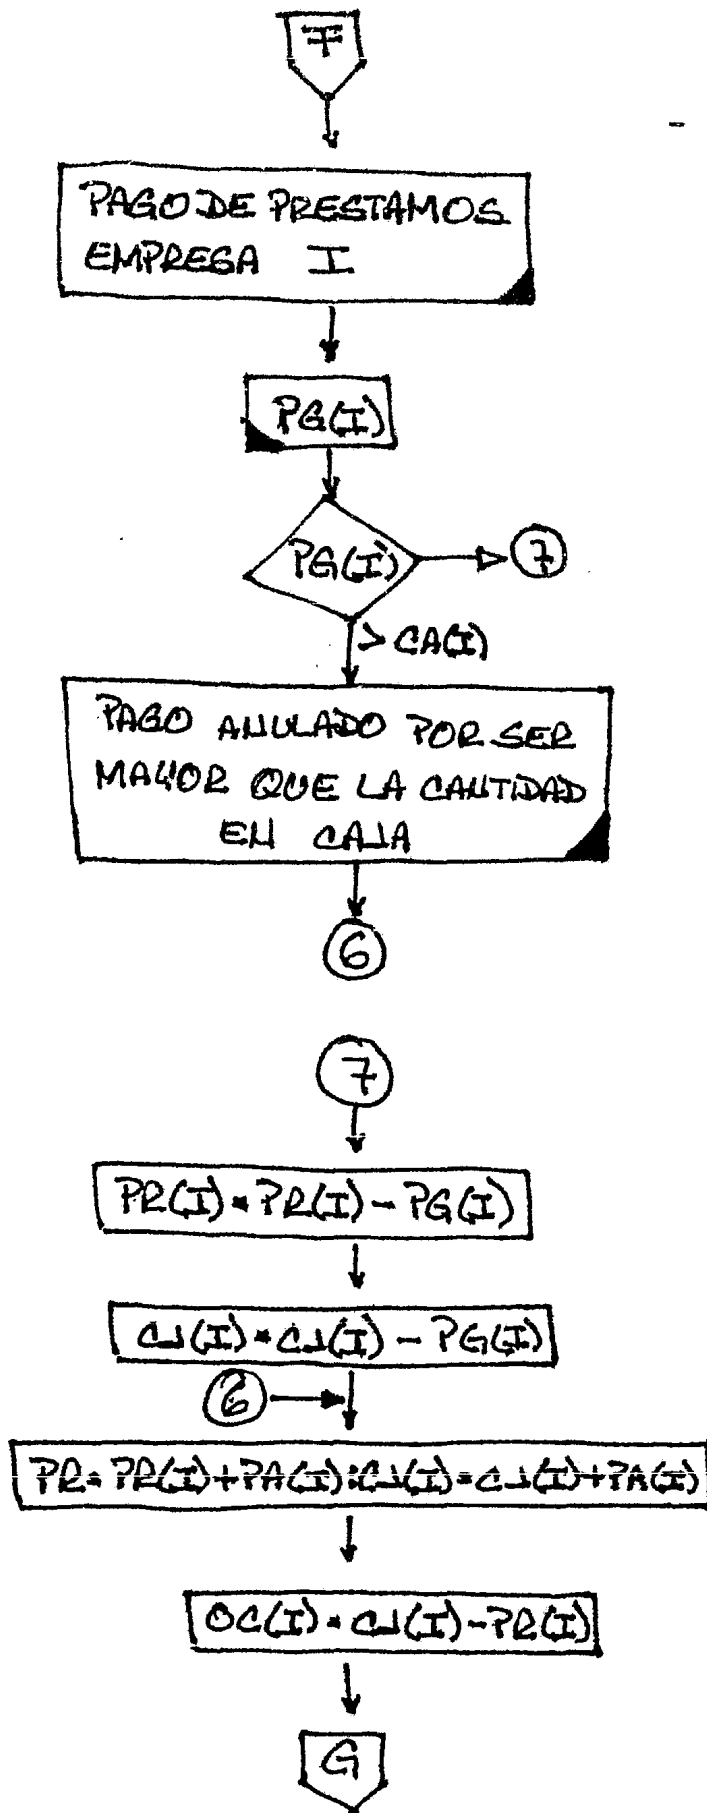 F
PAGO DE PRESTAMOS
EMPRESA I
PG(I)
PG(I)
7
> CA(I)
PAGO ANULADO POR SER
MAYOR QUE LA CANTIDAD
EN CAJA
6
7
PR(I) = PR(I) - PG(I)
CJ(I) = CJ(I) - PG(I)
6
PR = PR(I) + PA(I) : CJ(I) = CJ(I) + PA(I)
OC(I) = CJ(I) - PR(I)
G